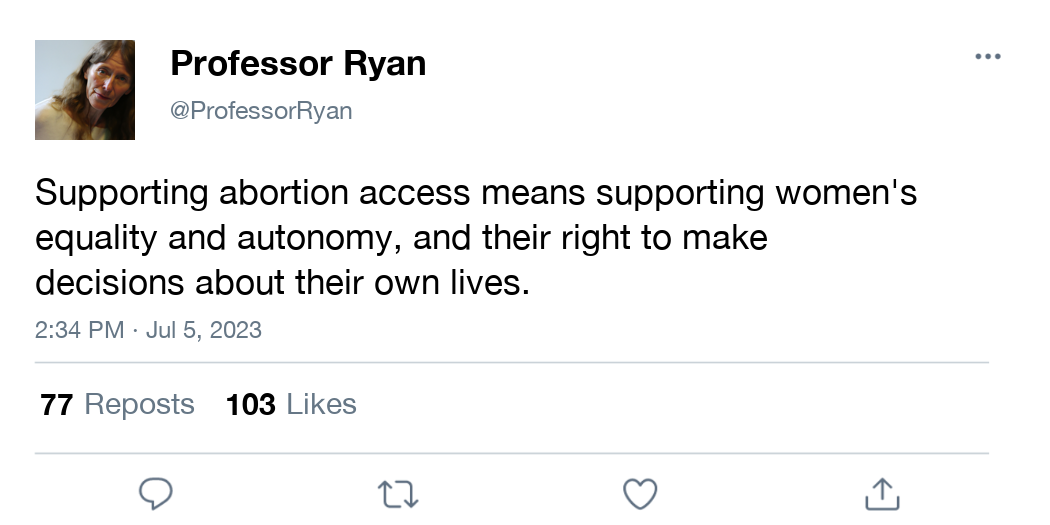 Professor Ryan
@ProfessorRyan
Supporting abortion access means supporting women's
equality and autonomy, and their right to make
decisions about their own lives.
2:34 PM · Jul 5, 2023
77 Reposts 103 Likes